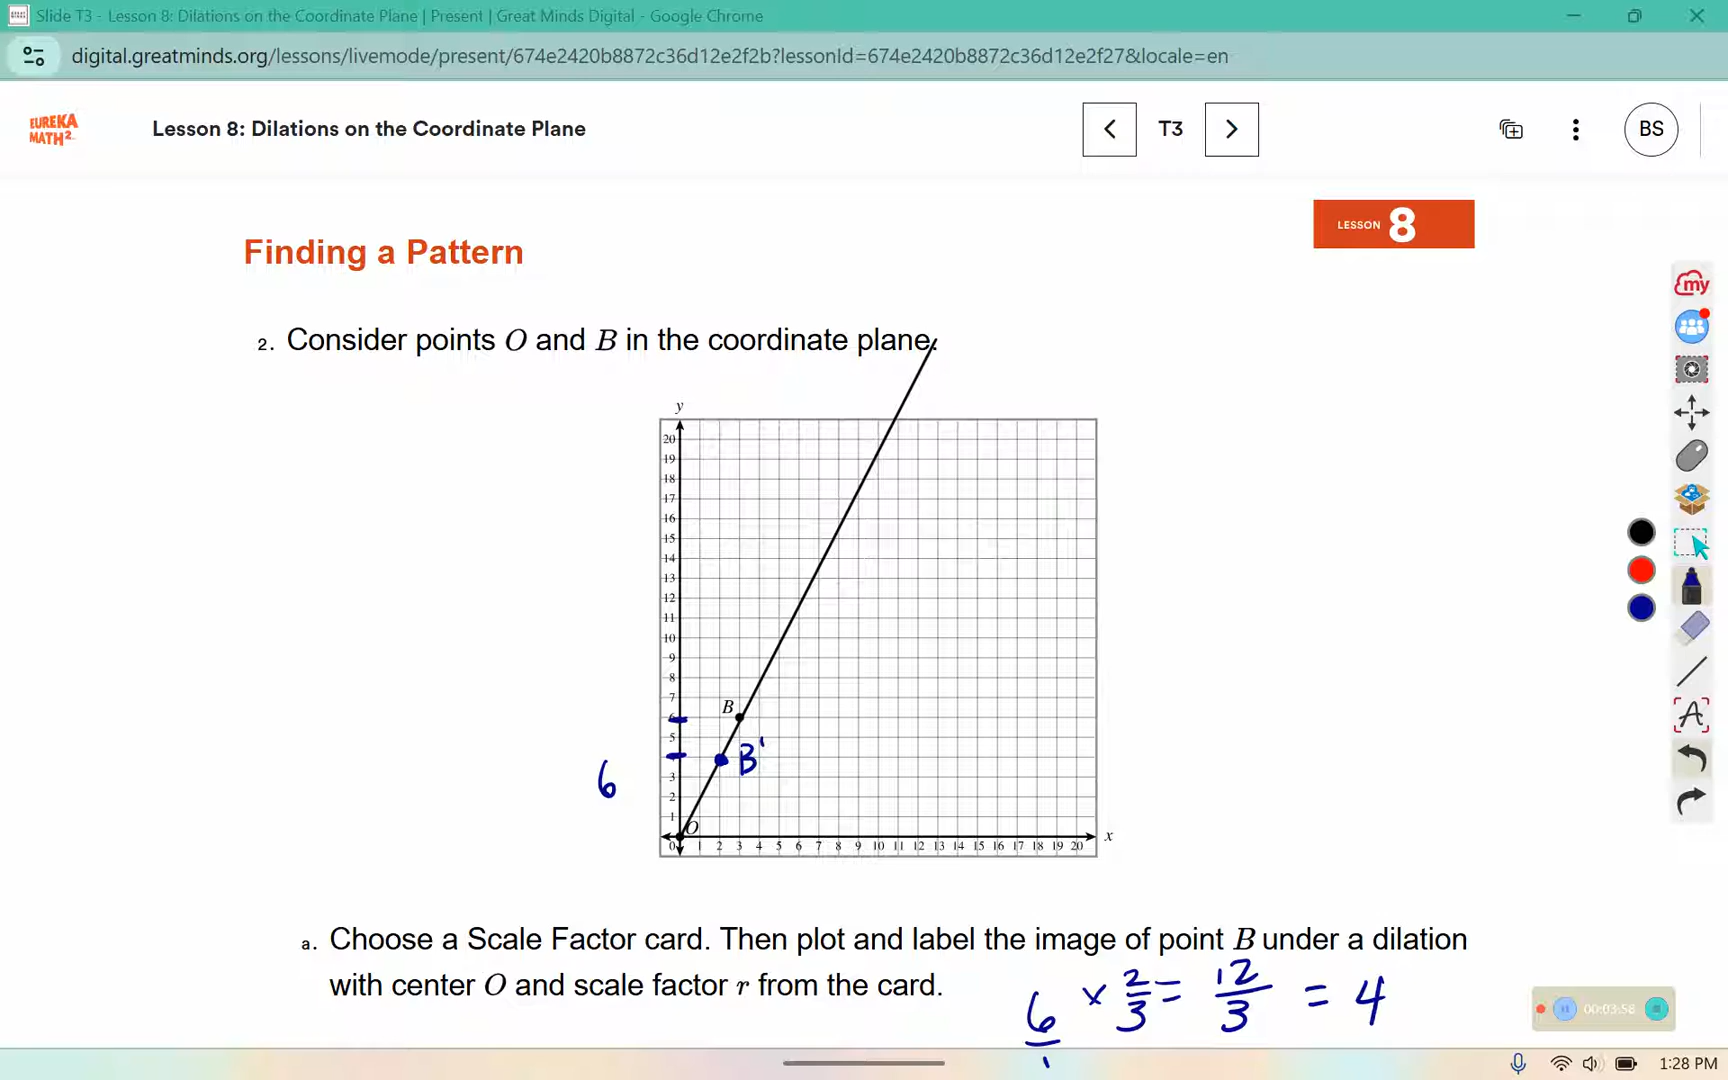 Slide T3 - Lesson 8: Dilations on the Coordinate Plane | Present | Great Minds Digital - Google Chrome
digital.greatminds.org/lessons/livemode/present/674e2420b8872c36d12e2f2b?lessonId=674e2420b8872c36d12e2f27&locale=en
EUREKA
MATH²
Lesson 8: Dilations on the Coordinate Plane
T3
BS
LESSON 8
Finding a Pattern
my
2. Consider points O and B in the coordinate plane.
y
20
19
18
17
16
15
14
13
12
11
10
9
8
7
B
6
5
B'
6
3
2
1
O
x
0 1 2 3 4 5 6 7 8 9 10 11 12 13 14 15 16 17 18 19 20
A
a. Choose a Scale Factor card. Then plot and label the image of point B under a dilation
with center O and scale factor r from the card.
6/1 × 2/3 = 12/3 = 4
00:03:58
1:28 PM